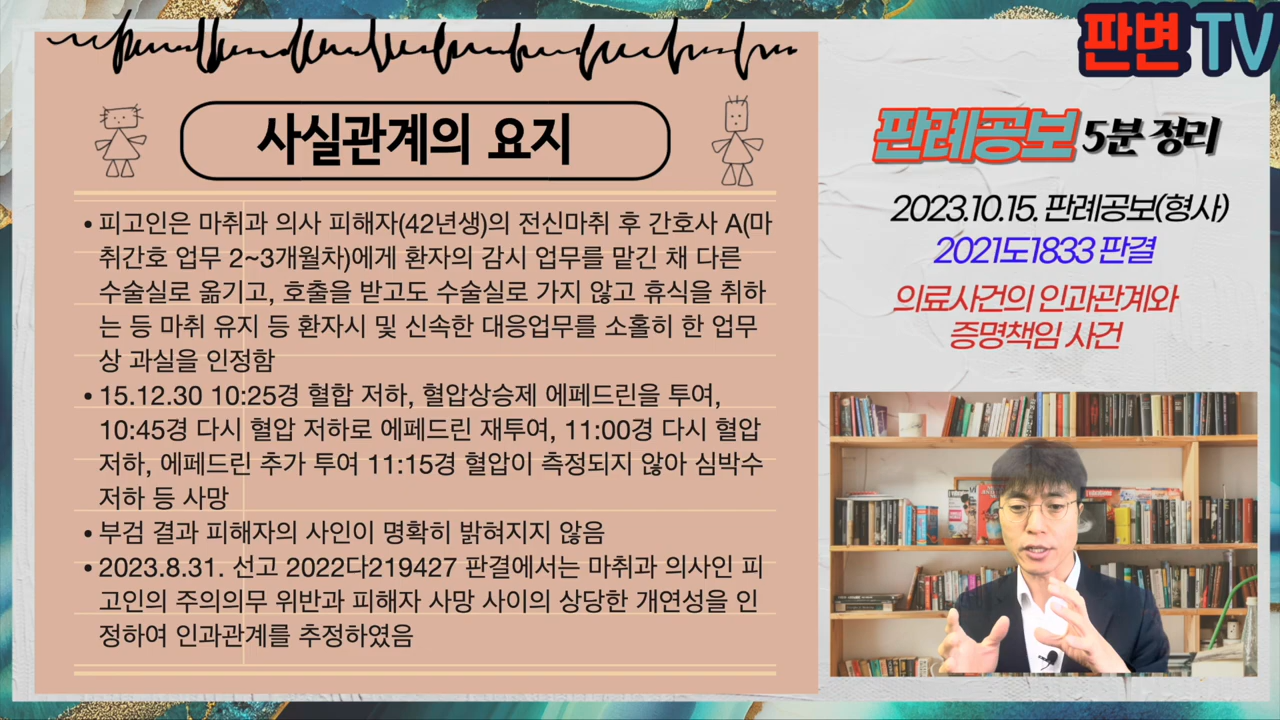 판변 TV
사실관계의 요지
• 피고인은 마취과 의사 피해자(42년생)의 전신마취 후 간호사 A(마
취간호 업무 2~3개월차)에게 환자의 감시 업무를 맡긴 채 다른
수술실로 옮기고, 호출을 받고도 수술실로 가지 않고 휴식을 취하
는 등 마취 유지 등 환자시 및 신속한 대응업무를 소홀히 한 업무
상 과실을 인정함
• 15.12.30 10:25경 혈합 저하, 혈압상승제 에페드린을 투여,
10:45경 다시 혈압 저하로 에페드린 재투여, 11:00경 다시 혈압
저하, 에페드린 추가 투여 11:15경 혈압이 측정되지 않아 심박수
저하 등 사망
• 부검 결과 피해자의 사인이 명확히 밝혀지지 않음
• 2023.8.31. 선고 2022다219427 판결에서는 마취과 의사인 피
고인의 주의의무 위반과 피해자 사망 사이의 상당한 개연성을 인
정하여 인과관계를 추정하였음
판례공보 5분 정리
2023.10.15. 판례공보(형사)
2021도1833 판결
의료사건의 인과관계와
증명책임 사건